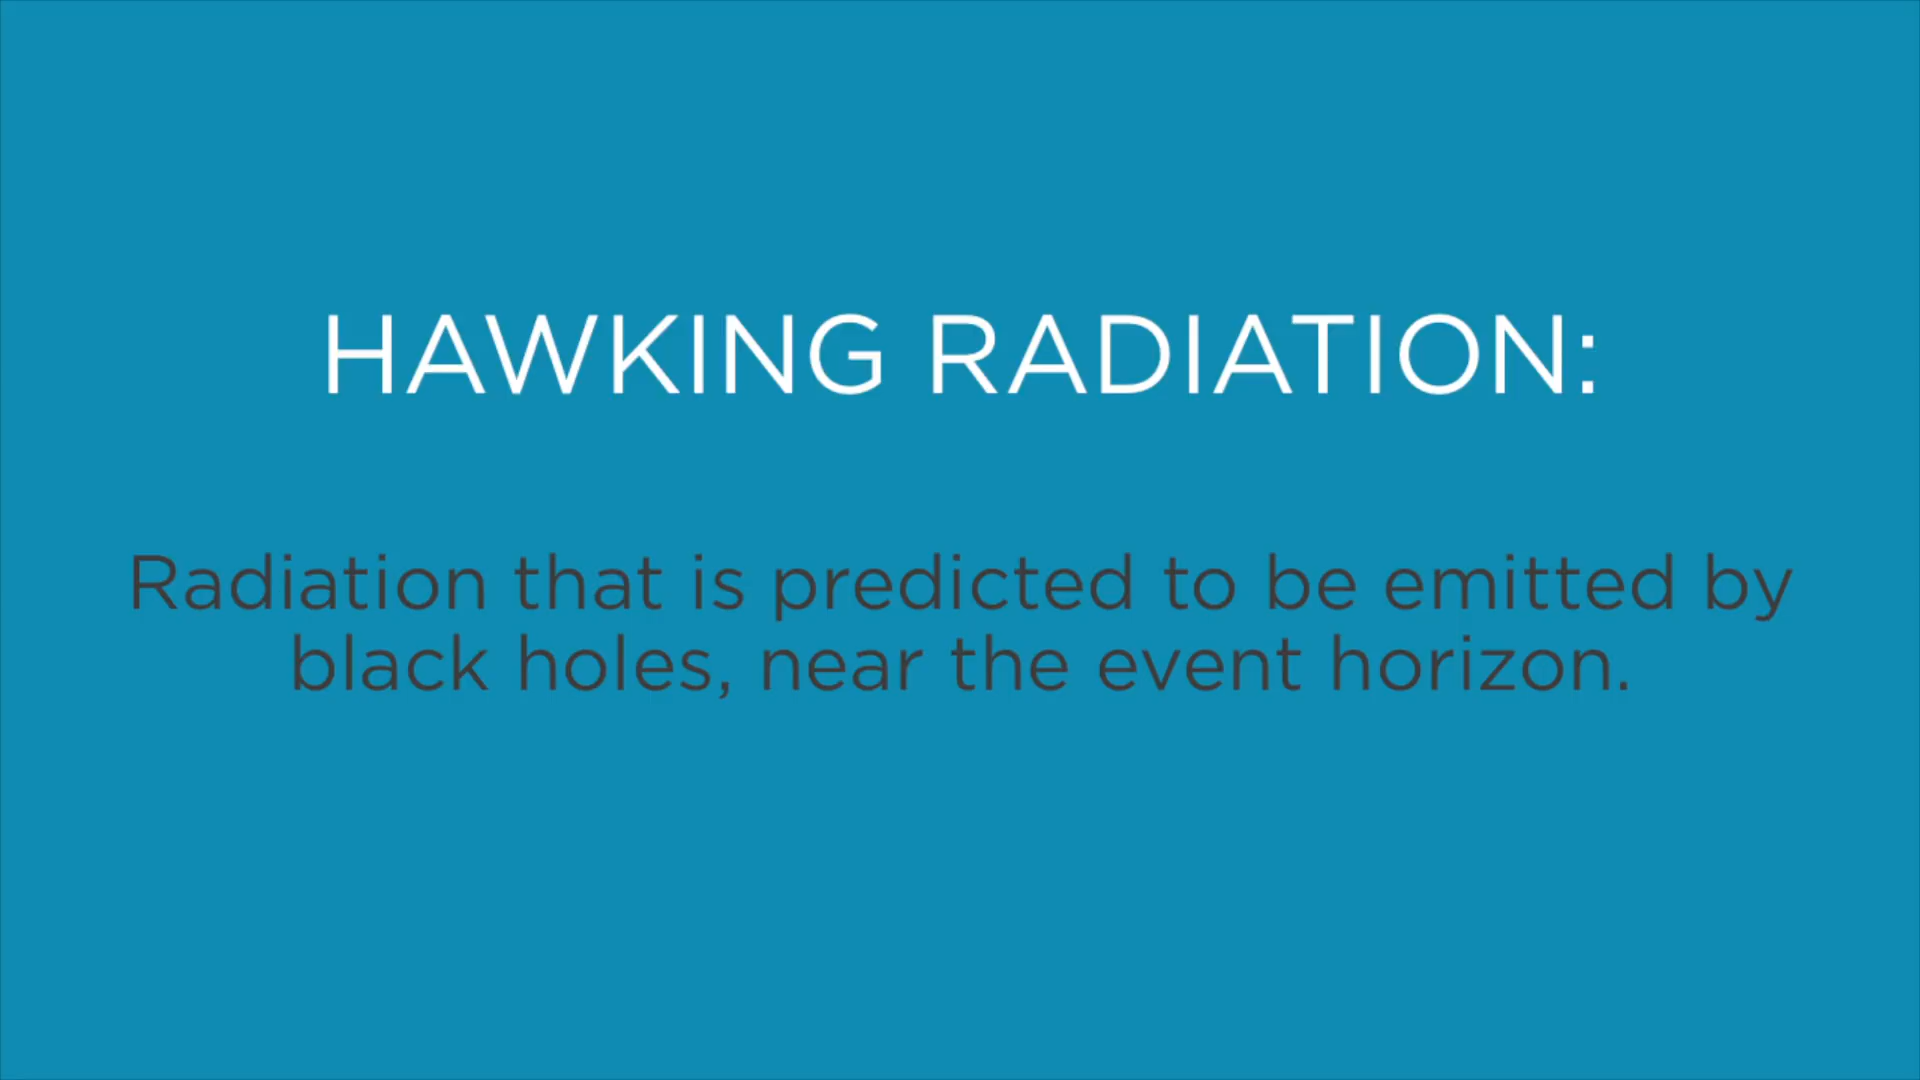 HAWKING RADIATION:
Radiation that is predicted to be emitted by
black holes, near the event horizon.